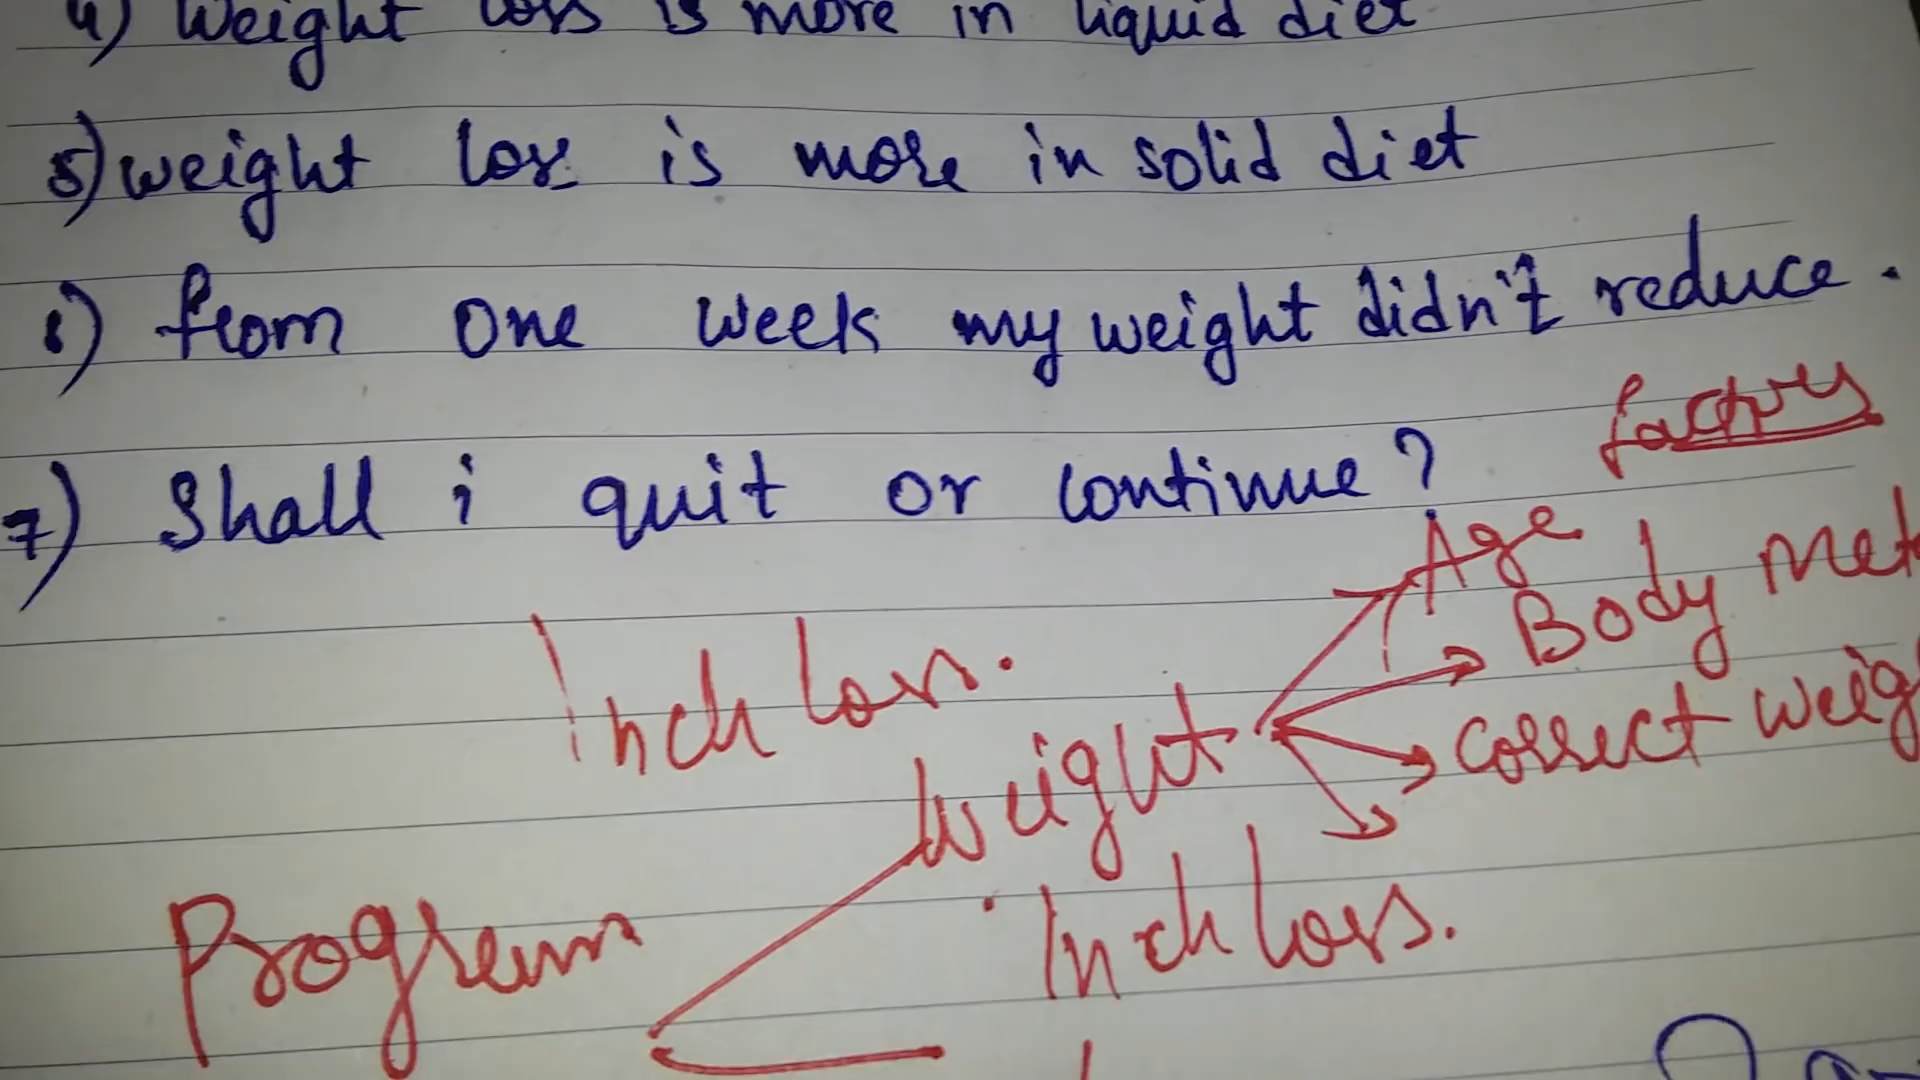 4) Weight loss is more in liquid diet
5) weight loss is more in solid diet
6) from one week my weight didn't reduce.
7) Shall i quit or continue?
factors
Age
Body Met
Correct weig
Inch loss.
Weight
Inch loss.
Program